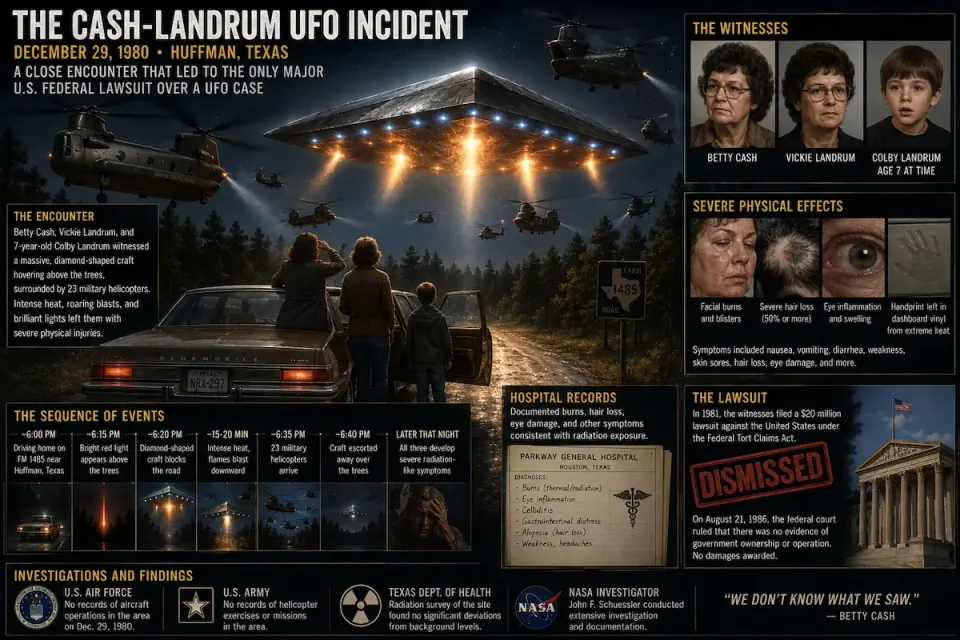 THE CASH-LANDRUM UFO INCIDENT
DECEMBER 29, 1980 • HUFFMAN, TEXAS
A CLOSE ENCOUNTER THAT LED TO THE ONLY MAJOR
U.S. FEDERAL LAWSUIT OVER A UFO CASE
THE ENCOUNTER
Betty Cash, Vickie Landrum, and
7-year-old Colby Landrum witnessed
a massive, diamond-shaped craft
hovering above the trees,
surrounded by 23 military helicopters.
Intense heat, roaring blasts, and
brilliant lights left them with
severe physical injuries.
FARM
1485
ROAD
OLDSMOBILE
NRX-297
THE WITNESSES
BETTY CASH
VICKIE LANDRUM
COLBY LANDRUM
AGE 7 AT TIME
SEVERE PHYSICAL EFFECTS
Facial burns
and blisters
Severe hair loss
(50% or more)
Eye inflammation
and swelling
Handprint left in
dashboard vinyl
from extreme heat
Symptoms included nausea, vomiting, diarrhea, weakness,
skin sores, hair loss, eye damage, and more.
THE SEQUENCE OF EVENTS
~6:00 PM
Driving home on
FM 1485 near
Huffman, Texas
~6:15 PM
Bright red light
appears above
the trees
~6:20 PM
Diamond-shaped
craft blocks
the road
~15-20 MIN
Intense heat,
flames blast
downward
~6:35 PM
23 military
helicopters
arrive
~6:40 PM
Craft escorted
away over
the trees
LATER THAT NIGHT
All three develop
severe radiation-
like symptoms
HOSPITAL RECORDS
Documented burns, hair loss,
eye damage, and other symptoms
consistent with radiation exposure.
PARKWAY GENERAL HOSPITAL
HOUSTON, TEXAS
DIAGNOSES:
- Burns (thermal/radiation)
- Eye inflammation
- Cellulitis
- Gastrointestinal distress
- Alopecia (hair loss)
- Weakness, headaches
THE LAWSUIT
In 1981, the witnesses filed a $20 million
lawsuit against the United States under
the Federal Tort Claims Act.
DISMISSED
On August 21, 1986, the federal court
ruled that there was no evidence of
government ownership or operation.
No damages awarded.
INVESTIGATIONS AND FINDINGS
U.S. AIR FORCE
No records of aircraft
operations in the area
on Dec. 29, 1980.
U.S. ARMY
No records of helicopter
exercises or missions
in the area.
TEXAS DEPT. OF HEALTH
Radiation survey of the site
found no significant deviations
from background levels.
NASA
NASA INVESTIGATOR
John F. Schuessler conducted
extensive investigation
and documentation.
"WE DON'T KNOW WHAT WE SAW."
— BETTY CASH